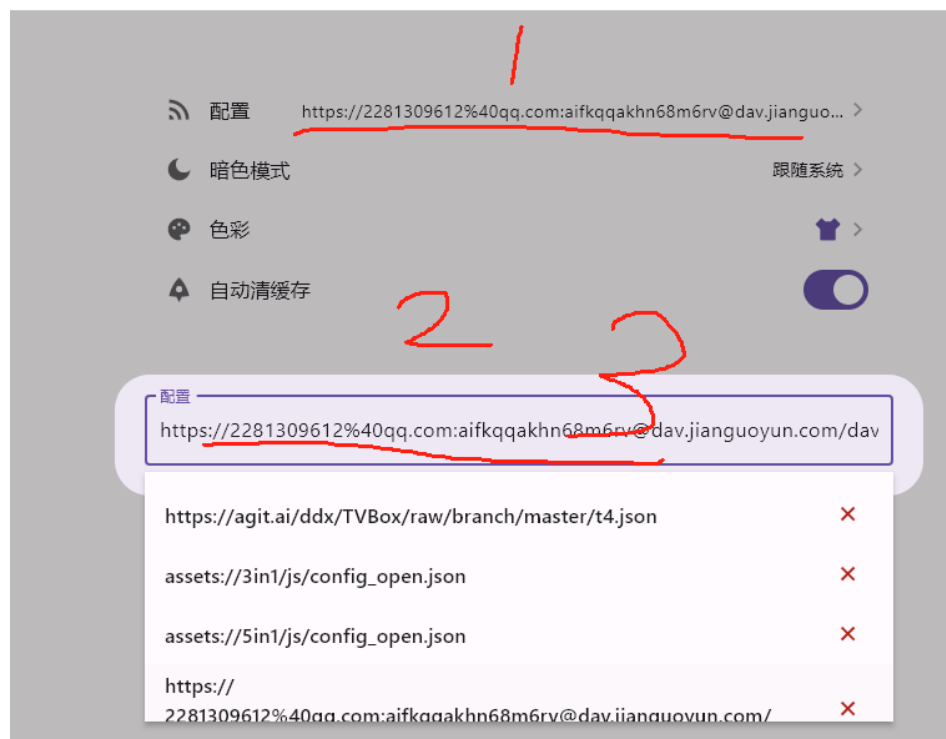 1
配置 https://2281309612%40qq.com:aifkqqakhn68m6rv@dav.jianguo...
暗色模式 跟随系统
色彩
自动清缓存
2 3
配置
https://2281309612%40qq.com:aifkqqakhn68m6rv@dav.jianguoyun.com/dav
https://agit.ai/ddx/TVBox/raw/branch/master/t4.json
assets://3in1/js/config_open.json
assets://5in1/js/config_open.json
https://
2281309612%40qq.com:aifkqqakhn68m6rv@dav.jianguoyun.com/